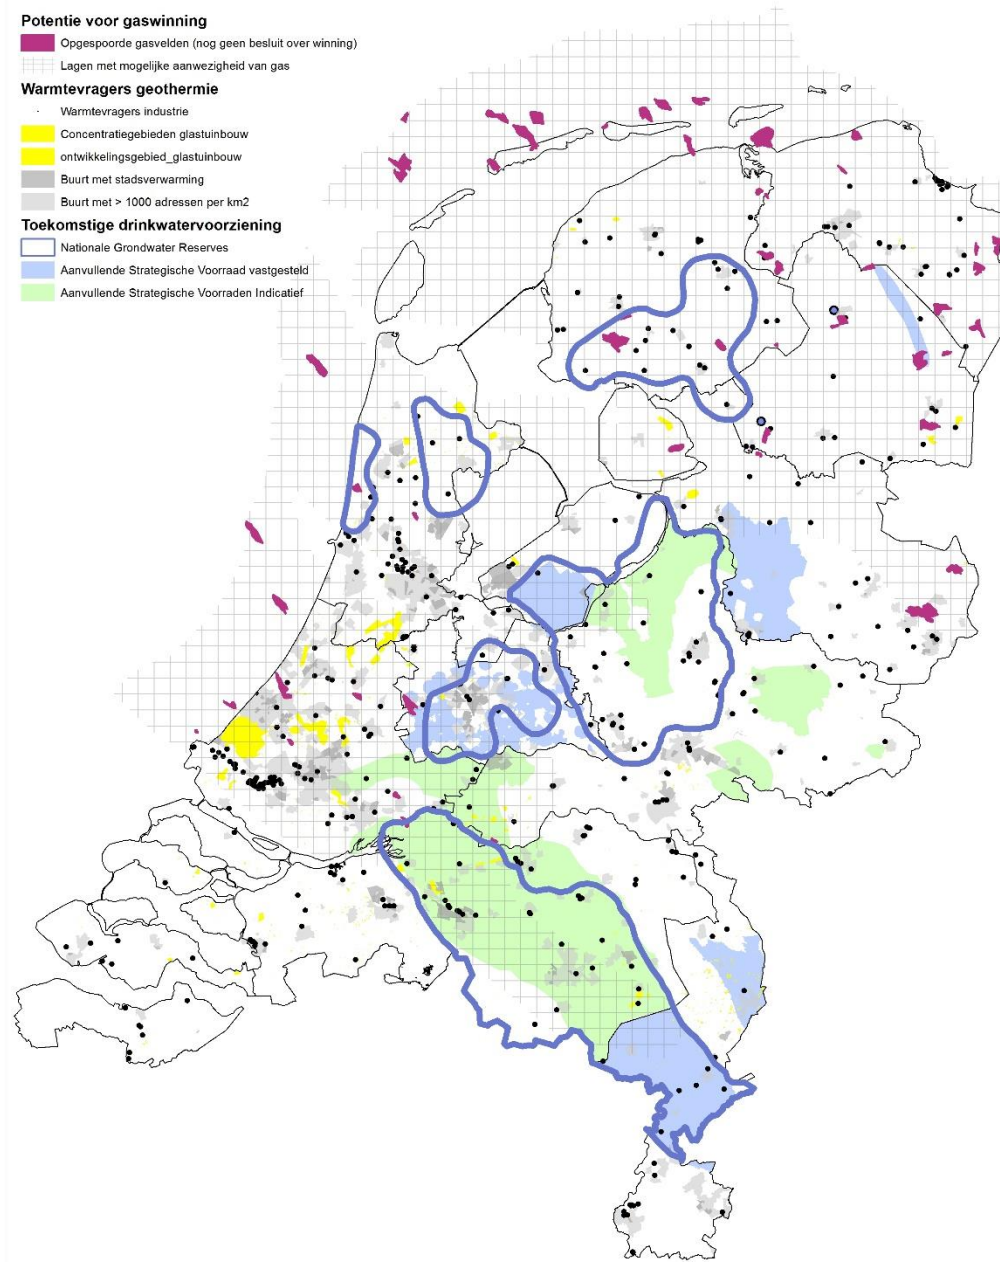 Potentie voor gaswinning
Opgespoorde gasvelden (nog geen besluit over winning)
Lagen met mogelijke aanwezigheid van gas
Warmtevragers geothermie
Warmtevragers industrie
Concentratiegebieden glastuinbouw
ontwikkelingsgebied_glastuinbouw
Buurt met stadsverwarming
Buurt met > 1000 adressen per km2
Toekomstige drinkwatervoorziening
Nationale Grondwater Reserves
Aanvullende Strategische Voorraad vastgesteld
Aanvullende Strategische Voorraden Indicatief